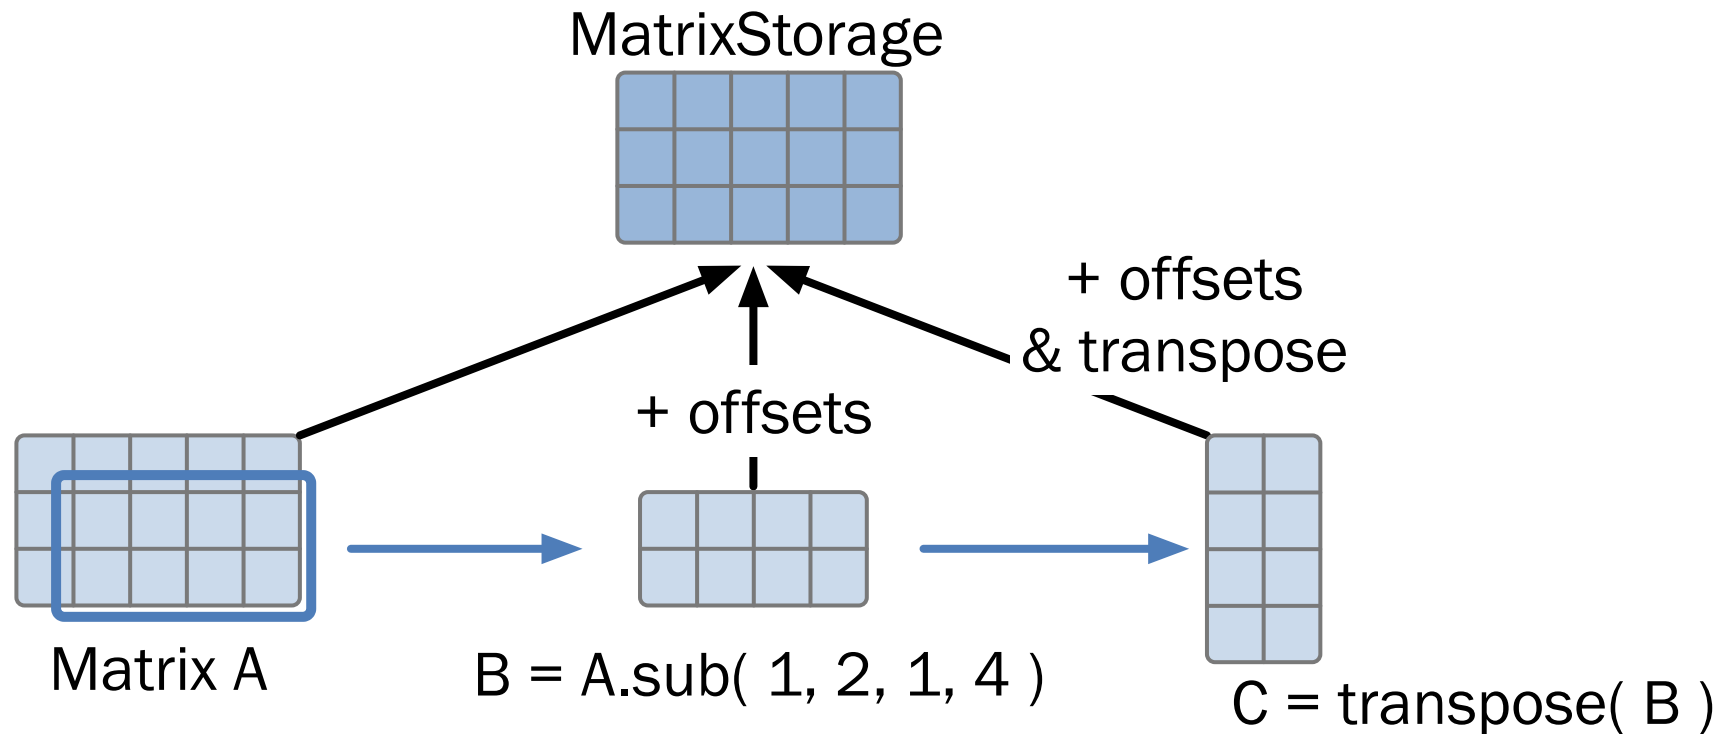 MatrixStorage
+ offsets
& transpose
+ offsets
Matrix A
B = A.sub( 1, 2, 1, 4 )
C = transpose( B )